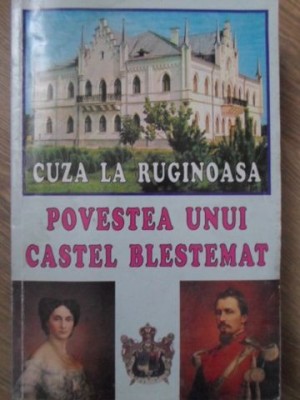 CUZA LA RUGINOASA
POVESTEA UNUI
CASTEL BLESTEMAT